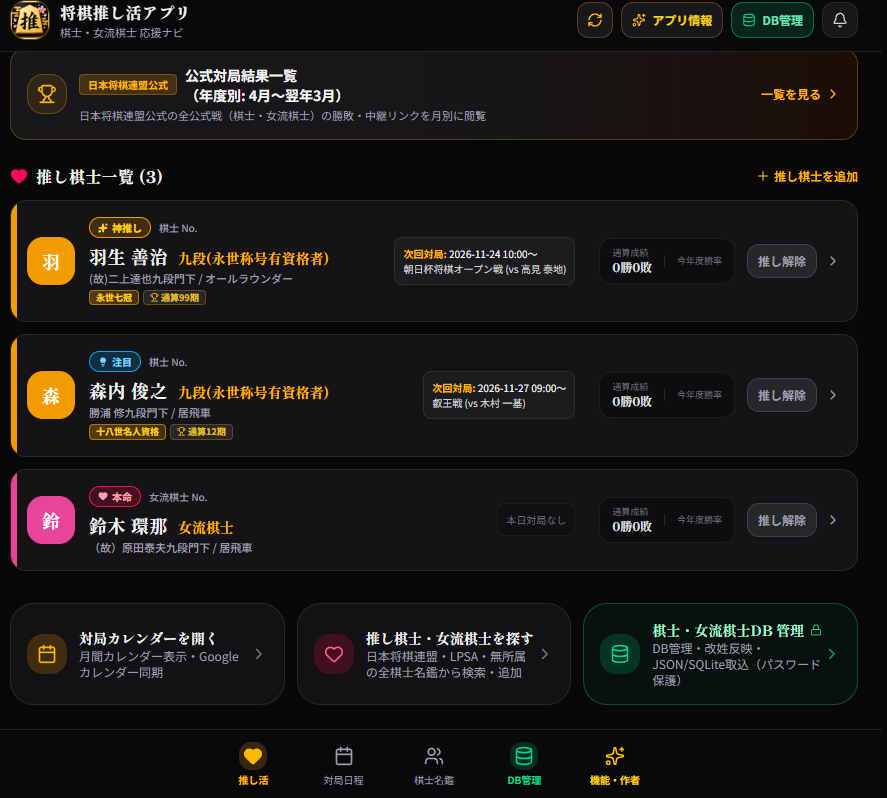 推
将棋推し活アプリ
棋士・女流棋士 応援ナビ
アプリ情報
DB管理
日本将棋連盟公式
公式対局結果一覧
（年度別: 4月～翌年3月）
日本将棋連盟公式の全公式戦（棋士・女流棋士）の勝敗・中継リンクを月別に閲覧
一覧を見る
推し棋士一覧 (3)
＋ 推し棋士を追加
羽
神推し 棋士 No.
羽生 善治 九段(永世称号有資格者)
(故)二上達也九段門下 / オールラウンダー
永世七冠 通算99期
次回対局: 2026-11-24 10:00～
朝日杯将棋オープン戦 (vs 高見 泰地)
通算成績
0勝0敗
今年度勝率
推し解除
森
注目 棋士 No.
森内 俊之 九段(永世称号有資格者)
勝浦 修九段門下 / 居飛車
十八世名人資格 通算12期
次回対局: 2026-11-27 09:00～
叡王戦 (vs 木村 一基)
通算成績
0勝0敗
今年度勝率
推し解除
鈴
本命 女流棋士 No.
鈴木 環那 女流棋士
（故）原田泰夫九段門下 / 居飛車
本日対局なし
通算成績
0勝0敗
今年度勝率
推し解除
対局カレンダーを開く
月間カレンダー表示・Google
カレンダー同期
推し棋士・女流棋士を探す
日本将棋連盟・LPSA・無所属
の全棋士名鑑から検索・追加
棋士・女流棋士DB 管理
DB管理・改姓反映・
JSON/SQLite取込（パスワード
保護）
推し活
対局日程
棋士名鑑
DB管理
機能・作者